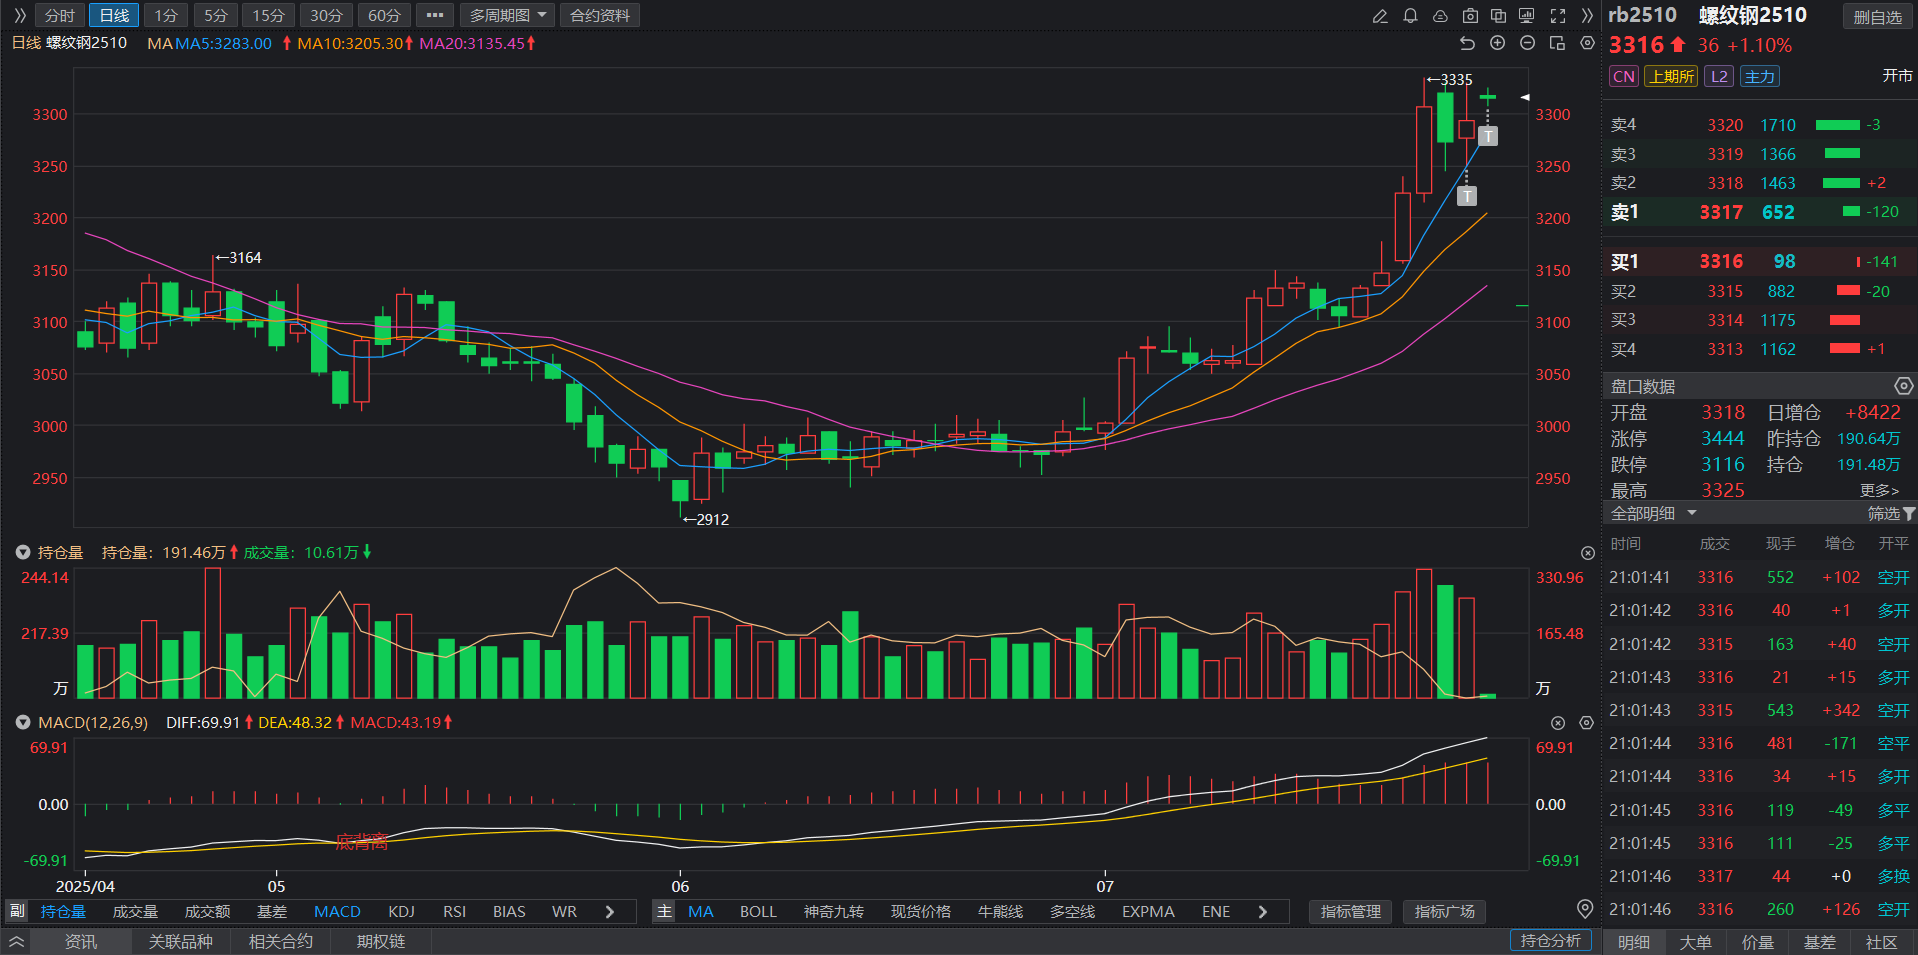 分时 日线 1分 5分 15分 30分 60分 ••• 多周期图 合约资料
日线 螺纹钢2510 MA MA5:3283.00 MA10:3205.30 MA20:3135.45
3335
3164
2912
3300 3300
3250 3250
3200 3200
3150 3150
3100 3100
3050 3050
3000 3000
2950 2950
T
T
持仓量 持仓量: 191.46万 成交量: 10.61万
244.14 330.96
217.39 165.48
万 万
MACD(12,26,9) DIFF:69.91 DEA:48.32 MACD:43.19
69.91 69.91
0.00 0.00
底背离
-69.91 -69.91
2025/04 05 06 07
副 持仓量 成交量 成交额 基差 MACD KDJ RSI BIAS WR
主 MA BOLL 神奇九转 现货价格 牛熊线 多空线 EXPMA ENE 指标管理 指标广场
资讯 关联品种 相关合约 期权链 持仓分析
rb2510 螺纹钢2510 删自选
3316 36 +1.10%
CN 上期所 L2 主力 开市
卖4 3320 1710 -3
卖3 3319 1366
卖2 3318 1463 +2
卖1 3317 652 -120
买1 3316 98 -141
买2 3315 882 -20
买3 3314 1175
买4 3313 1162 +1
盘口数据
开盘 3318 日增仓 +8422
涨停 3444 昨持仓 190.64万
跌停 3116 持仓 191.48万
最高 3325 更多>
全部明细 筛选
时间 成交 现手 增仓 开平
21:01:41 3316 552 +102 空开
21:01:42 3316 40 +1 多开
21:01:42 3315 163 +40 空开
21:01:43 3316 21 +15 多开
21:01:43 3315 543 +342 空开
21:01:44 3316 481 -171 空平
21:01:44 3316 34 +15 多开
21:01:45 3316 119 -49 多平
21:01:45 3316 111 -25 多平
21:01:46 3317 44 +0 多换
21:01:46 3316 260 +126 空开
明细 大单 价量 基差 社区